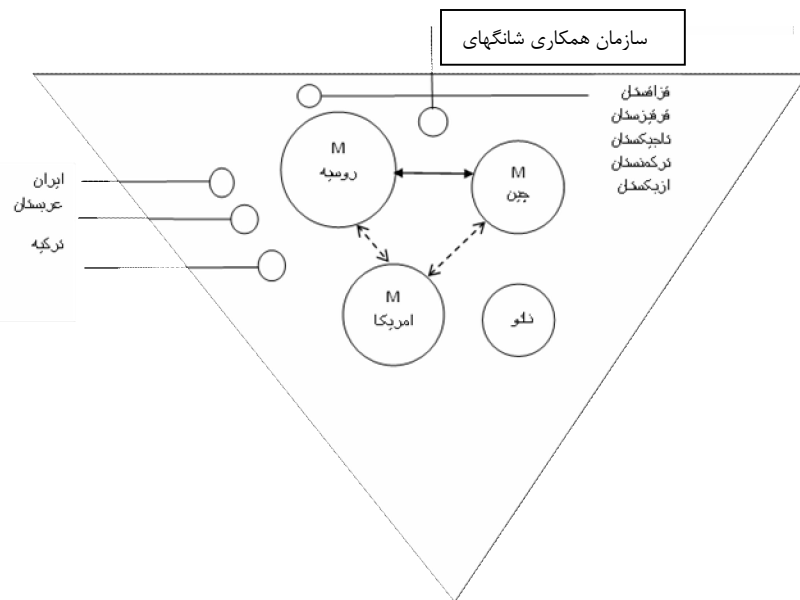 سازمان همکاری شانگهای
قزاقستان
قرقیزستان
تاجیکستان
ترکمنستان
ازبکستان
M
روسیه
M
چین
ایران
عربستان
ترکیه
M
امریکا
ناتو